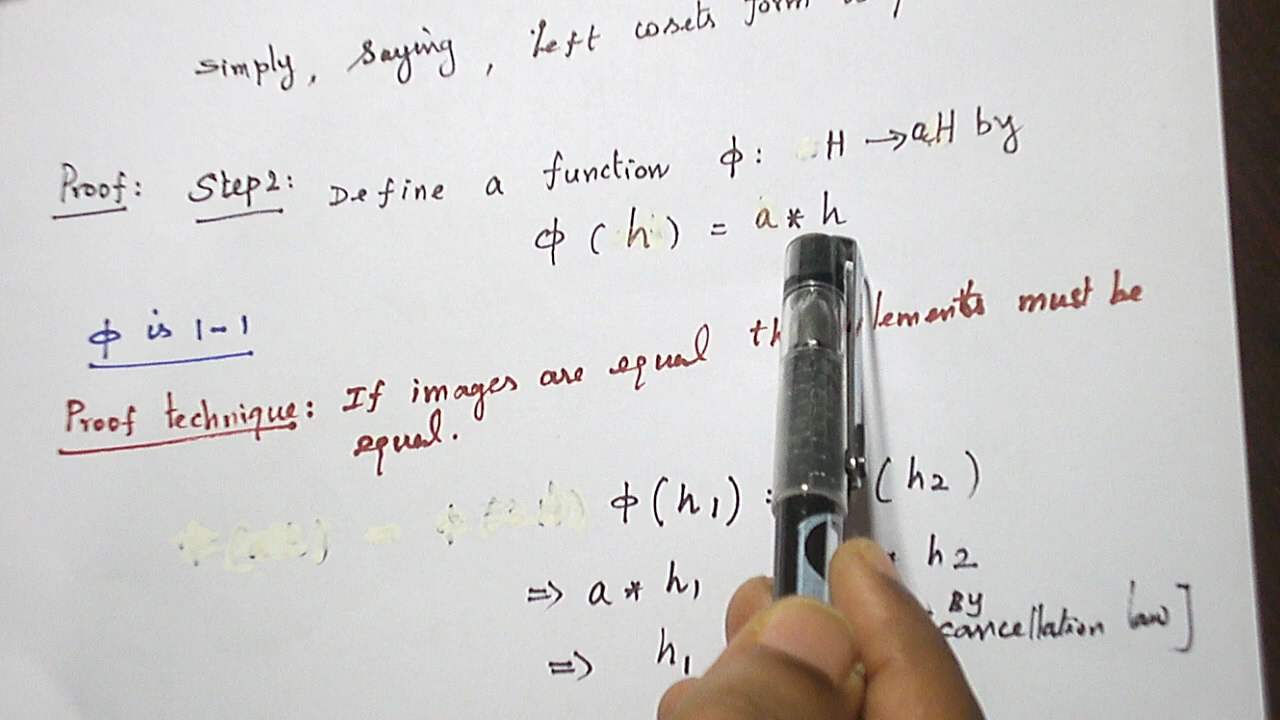 simply, saying, left cosets form
Proof: Step2: Define a function ϕ: H → aH by
ϕ ( h ) = a * h
ϕ is 1-1
Proof technique: If images are equal elements must be
equal.
ϕ(h1) (h2)
=> a * h1 h2
By
=> h1 cancellation law]